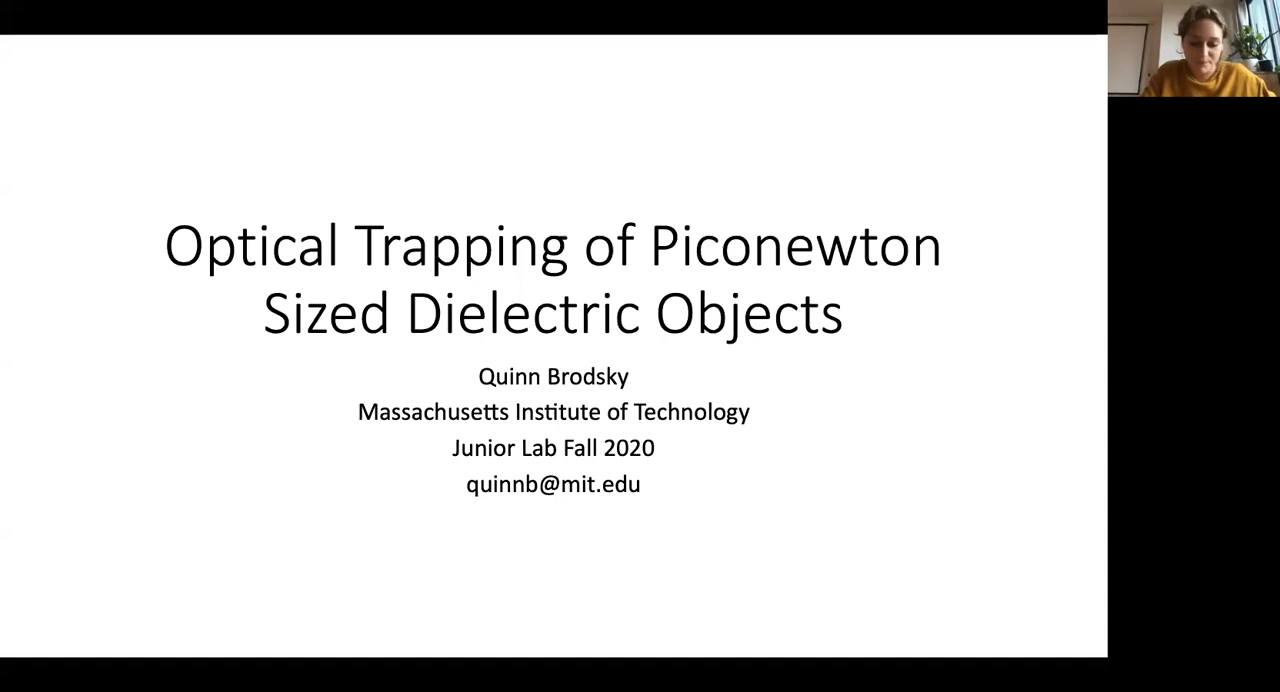 Optical Trapping of Piconewton
Sized Dielectric Objects
Quinn Brodsky
Massachusetts Institute of Technology
Junior Lab Fall 2020
quinnb@mit.edu